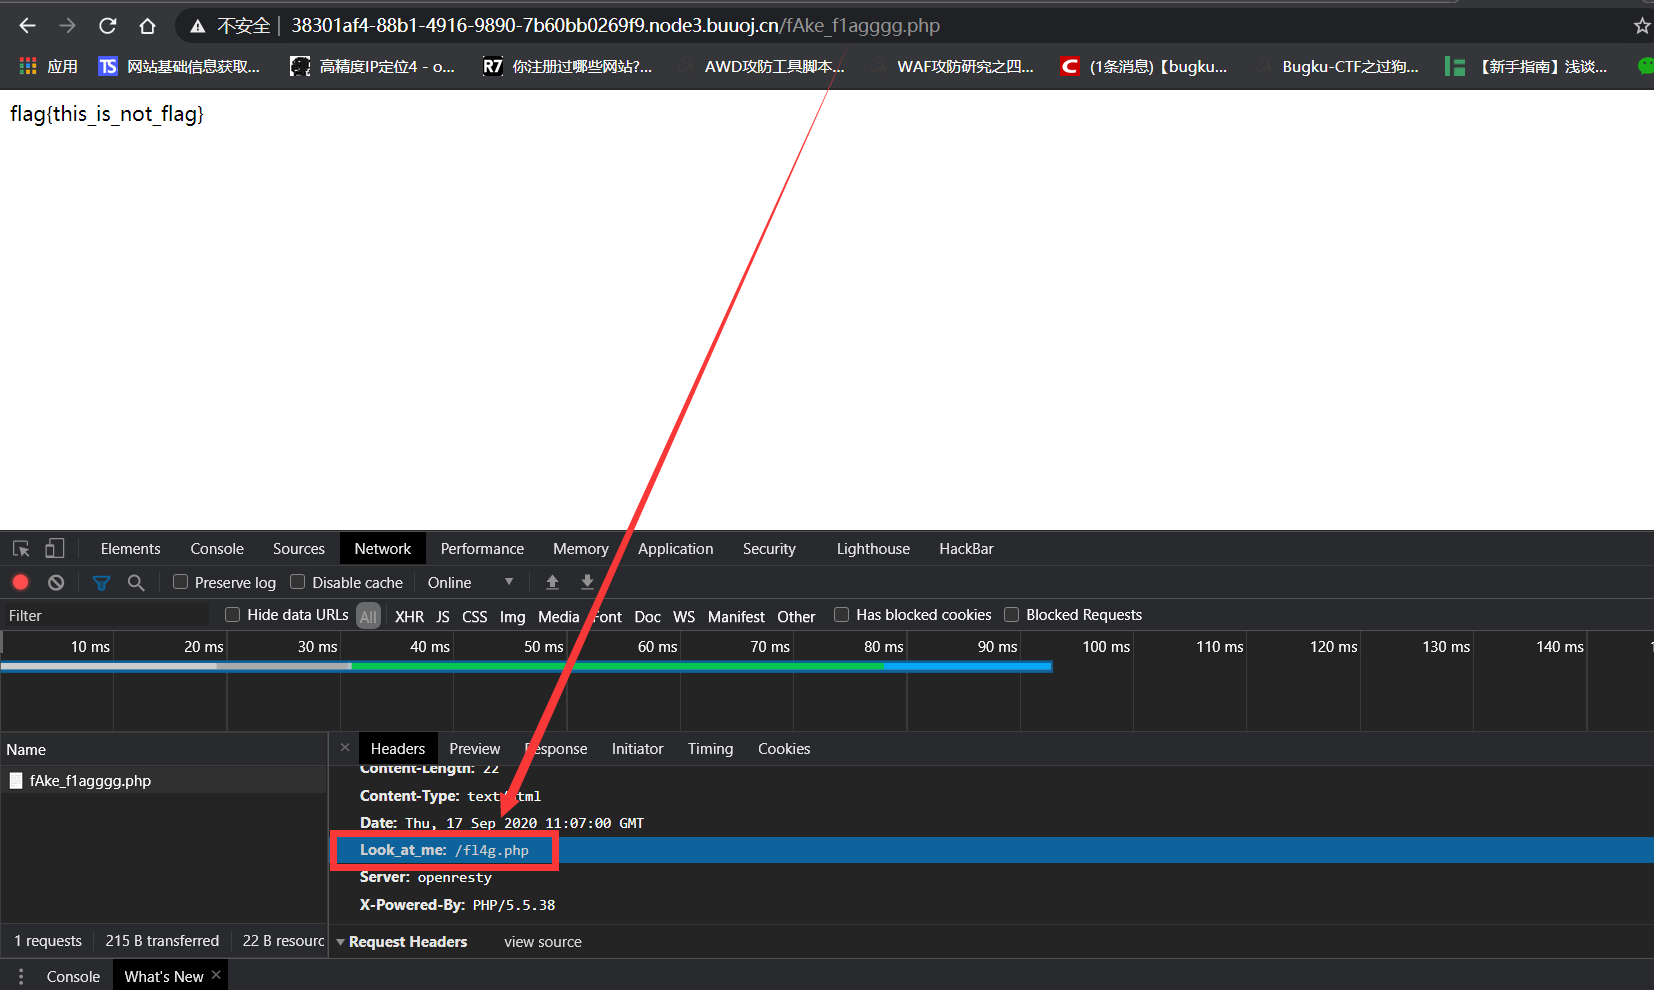 不安全 | 38301af4-88b1-4916-9890-7b60bb0269f9.node3.buuoj.cn/fAke_f1agggg.php
应用 TS 网站基础信息获取... 高精度IP定位4 - o... R7 你注册过哪些网站?... AWD攻防工具脚本... WAF攻防研究之四... C (1条消息)【bugku... Bugku-CTF之过狗... 【新手指南】浅谈...
flag{this_is_not_flag}
Elements Console Sources Network Performance Memory Application Security Lighthouse HackBar
Preserve log Disable cache Online
Filter Hide data URLs All XHR JS CSS Img Media Font Doc WS Manifest Other Has blocked cookies Blocked Requests
10 ms 20 ms 30 ms 40 ms 50 ms 60 ms 70 ms 80 ms 90 ms 100 ms 110 ms 120 ms 130 ms 140 ms
Name
fAke_f1agggg.php
× Headers Preview Response Initiator Timing Cookies
Content-Length: 22
Content-Type: text/html
Date: Thu, 17 Sep 2020 11:07:00 GMT
Look_at_me: /fl4g.php
Server: openresty
X-Powered-By: PHP/5.5.38
Request Headers view source
1 requests 215 B transferred 22 B resourc
Console What's New ×